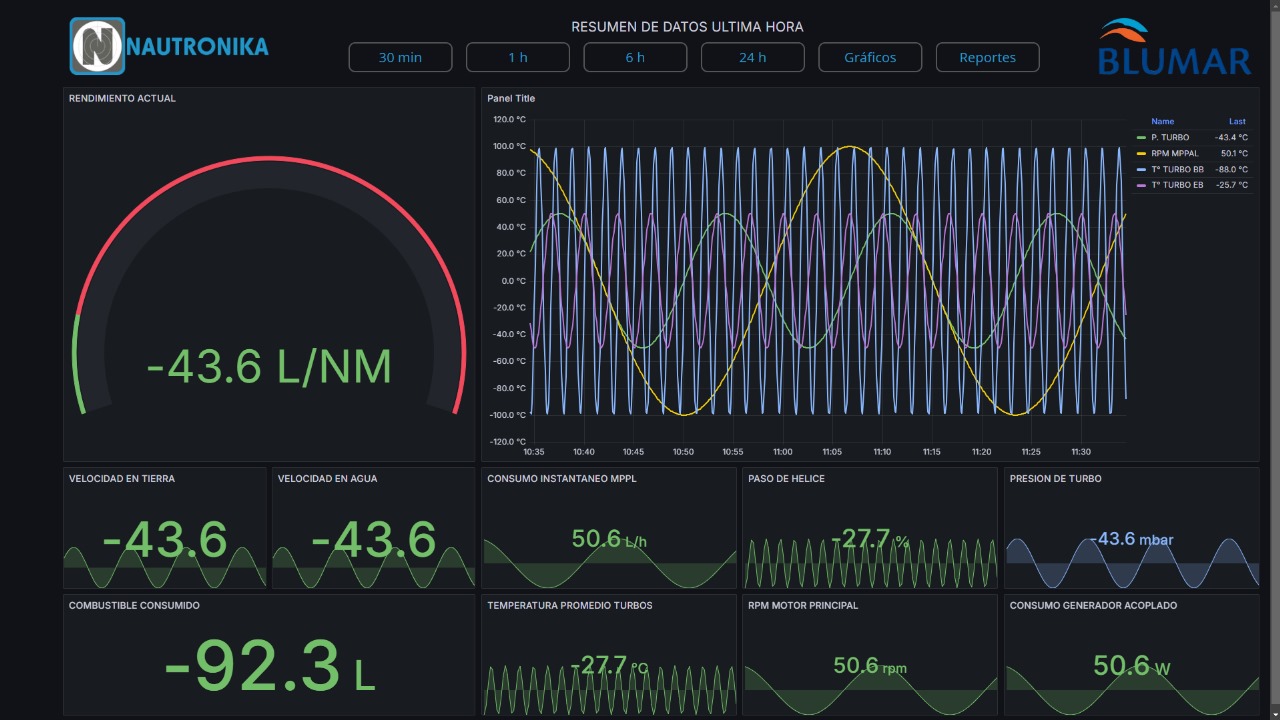 NAUTRONIKA
RESUMEN DE DATOS ULTIMA HORA
30 min
1 h
6 h
24 h
Gráficos
Reportes
BLUMAR
RENDIMIENTO ACTUAL
-43.6 L/NM
Panel Title
120.0 °C
100.0 °C
80.0 °C
60.0 °C
40.0 °C
20.0 °C
0.0 °C
-20.0 °C
-40.0 °C
-60.0 °C
-80.0 °C
-100.0 °C
-120.0 °C
10:35 10:40 10:45 10:50 10:55 11:00 11:05 11:10 11:15 11:20 11:25 11:30
Name Last
P. TURBO -43.4 °C
RPM MPPAL 50.1 °C
T° TURBO BB -88.0 °C
T° TURBO EB -25.7 °C
VELOCIDAD EN TIERRA
-43.6
VELOCIDAD EN AGUA
-43.6
CONSUMO INSTANTANEO MPPL
50.6 L/h
PASO DE HELICE
-27.7 %
PRESION DE TURBO
-43.6 mbar
COMBUSTIBLE CONSUMIDO
-92.3 L
TEMPERATURA PROMEDIO TURBOS
-27.7 °C
RPM MOTOR PRINCIPAL
50.6 rpm
CONSUMO GENERADOR ACOPLADO
50.6 W